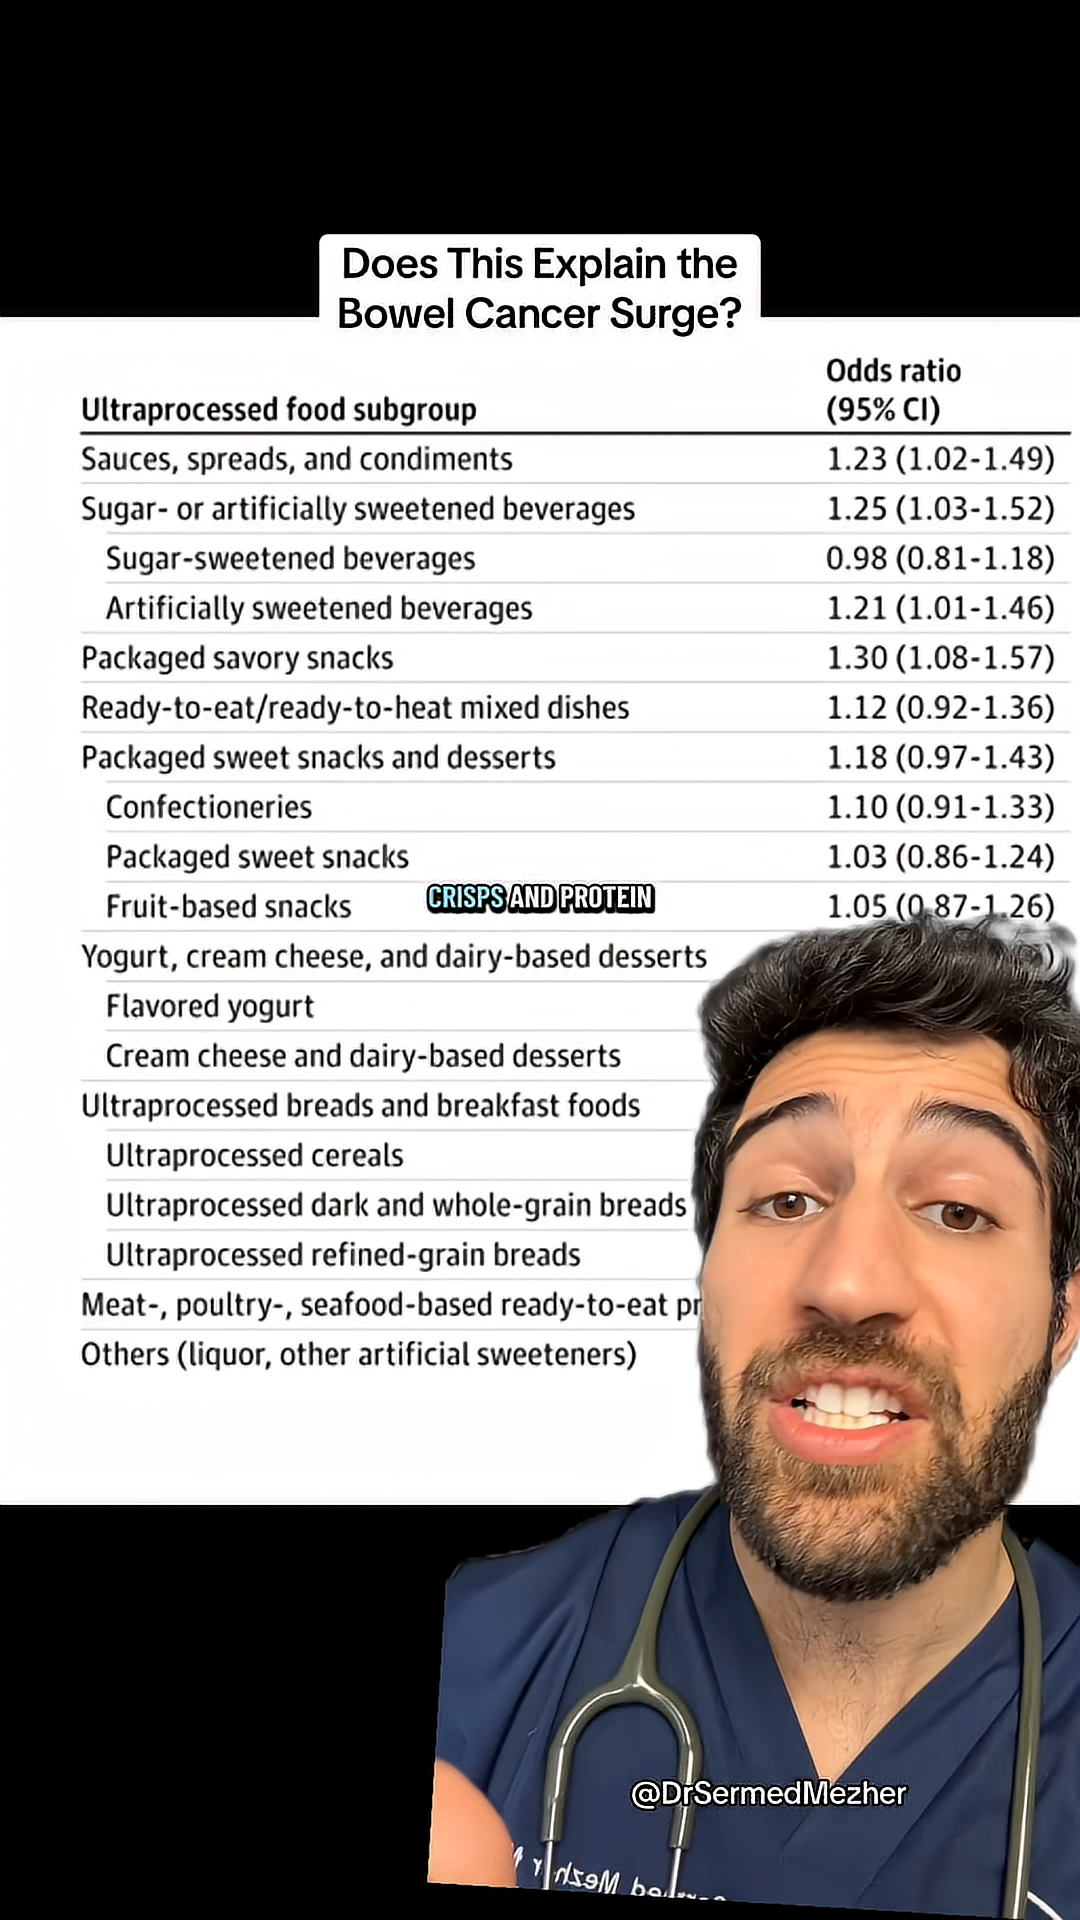 Does This Explain the
Bowel Cancer Surge?
Ultraprocessed food subgroup Odds ratio (95% CI)
Sauces, spreads, and condiments 1.23 (1.02-1.49)
Sugar- or artificially sweetened beverages 1.25 (1.03-1.52)
Sugar-sweetened beverages 0.98 (0.81-1.18)
Artificially sweetened beverages 1.21 (1.01-1.46)
Packaged savory snacks 1.30 (1.08-1.57)
Ready-to-eat/ready-to-heat mixed dishes 1.12 (0.92-1.36)
Packaged sweet snacks and desserts 1.18 (0.97-1.43)
Confectioneries 1.10 (0.91-1.33)
Packaged sweet snacks 1.03 (0.86-1.24)
CRISPS AND PROTEIN
Fruit-based snacks 1.05 (0.87-1.26)
Yogurt, cream cheese, and dairy-based desserts
Flavored yogurt
Cream cheese and dairy-based desserts
Ultraprocessed breads and breakfast foods
Ultraprocessed cereals
Ultraprocessed dark and whole-grain breads
Ultraprocessed refined-grain breads
Meat-, poultry-, seafood-based ready-to-eat
Others (liquor, other artificial sweeteners)
@DrSermedMezher